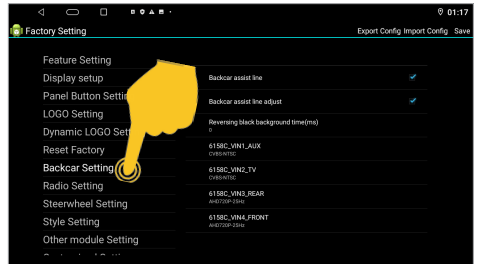 01:17
Factory Setting
Export Config Import Config Save
Feature Setting
Display setup
Panel Button Settin
LOGO Setting
Dynamic LOGO Set
Reset Factory
Backcar Setting
Radio Setting
Steerwheel Setting
Style Setting
Other module Setting
Backcar assist line
Backcar assist line adjust
Reversing black background time(ms)
0
6158C_VIN1_AUX
CVBS-NTSC
6158C_VIN2_TV
CVBS-NTSC
6158C_VIN3_REAR
AHD720P-25Hz
6158C_VIN4_FRONT
AHD720P-25Hz